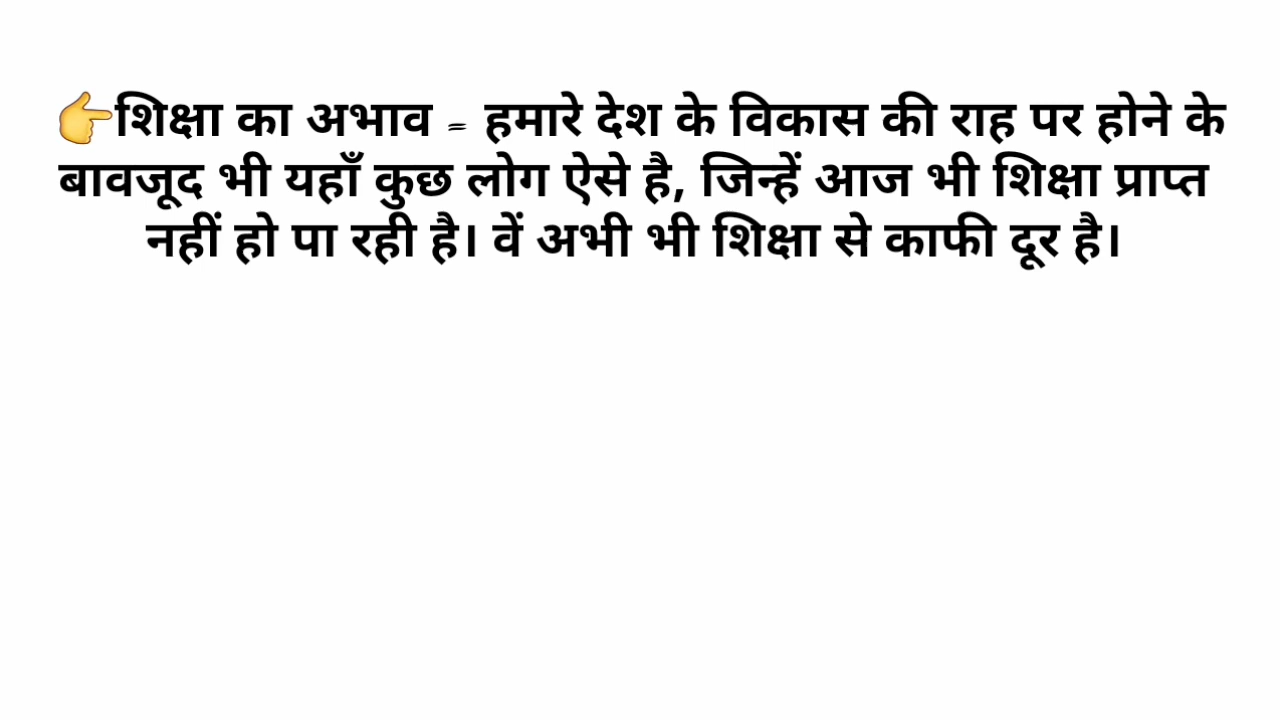 👉शिक्षा का अभाव = हमारे देश के विकास की राह पर होने के
बावजूद भी यहाँ कुछ लोग ऐसे है, जिन्हें आज भी शिक्षा प्राप्त
नहीं हो पा रही है। वें अभी भी शिक्षा से काफी दूर है।